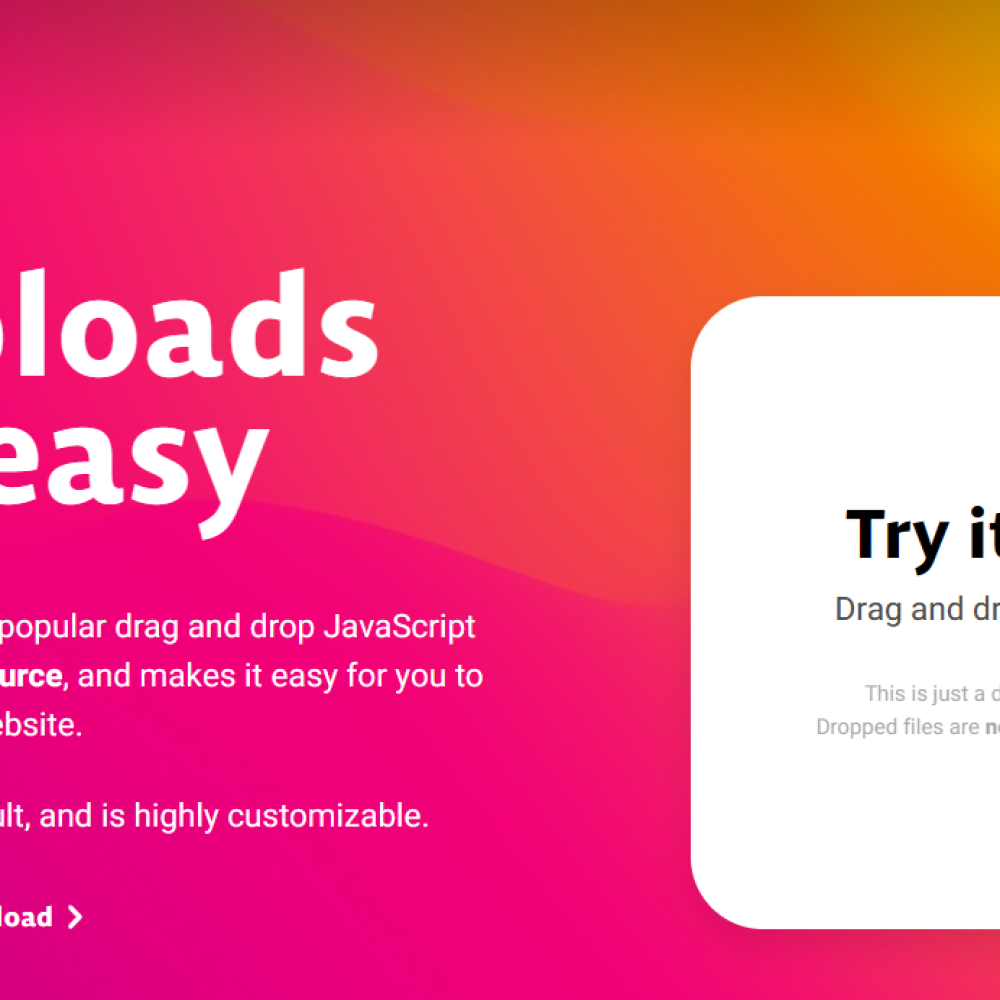 ploads
easy
popular drag and drop JavaScript
urce, and makes it easy for you to
ebsite.
ult, and is highly customizable.
load
Try it
Drag and dr
This is just a d
Dropped files are n